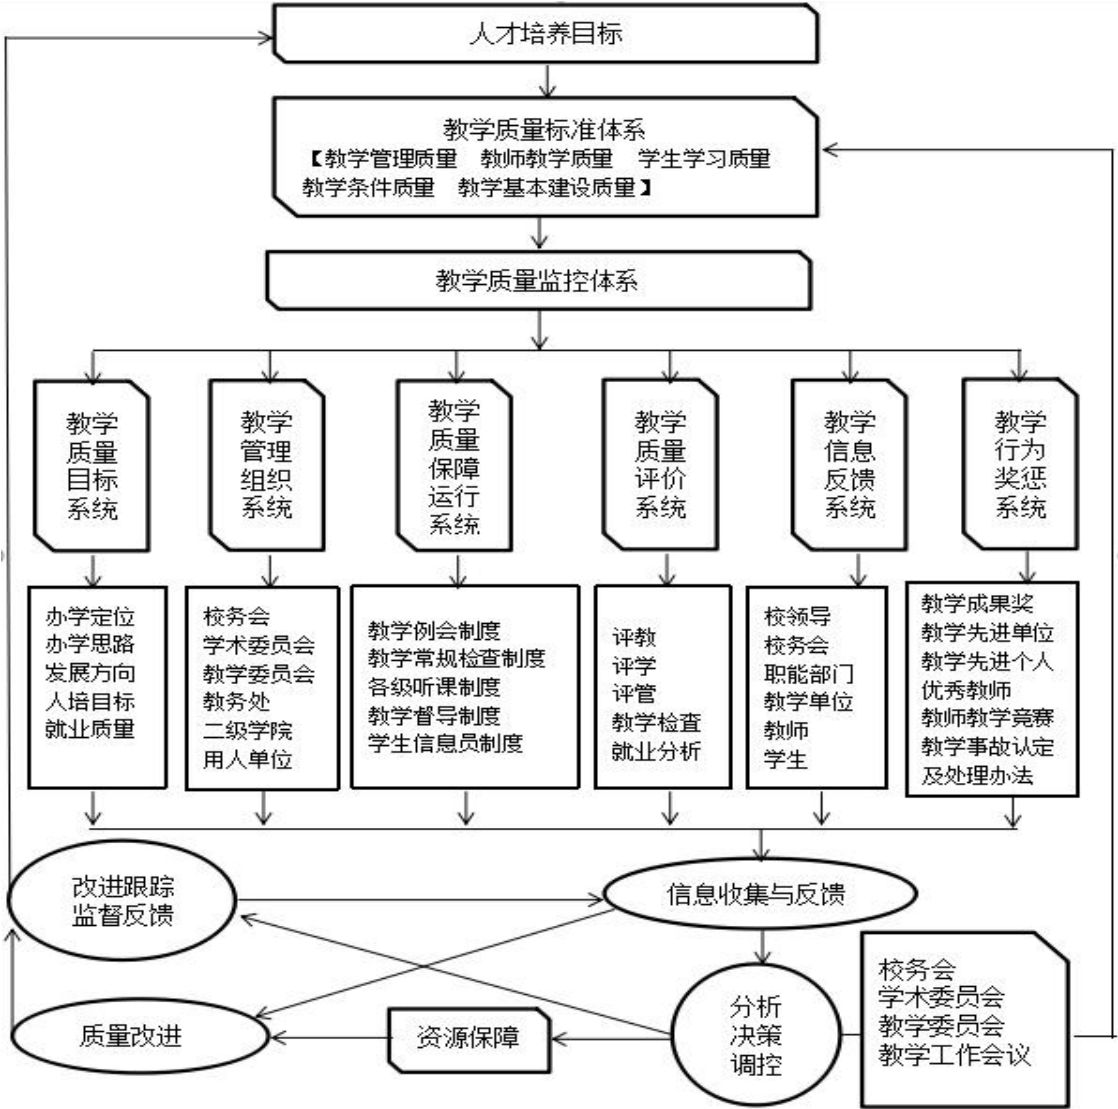 人才培养目标
教学质量标准体系
【教学管理质量 教师教学质量 学生学习质量
教学条件质量 教学基本建设质量】
教学质量监控体系
教学
质量
目标
系统
教学
管理
组织
系统
教学
质量
保障
运行
系统
教学
质量
评价
系统
教学
信息
反馈
系统
教学
行为
奖惩
系统
办学定位
办学思路
发展方向
人培目标
就业质量
校务会
学术委员会
教学委员会
教务处
二级学院
用人单位
教学例会制度
教学常规检查制度
各级听课制度
教学督导制度
学生信息员制度
评教
评学
评管
教学检查
就业分析
校领导
校务会
职能部门
教学单位
教师
学生
教学成果奖
教学先进单位
教学先进个人
优秀教师
教师教学竞赛
教学事故认定
及处理办法
改进跟踪
监督反馈
信息收集与反馈
质量改进
资源保障
分析
决策
调控
校务会
学术委员会
教学委员会
教学工作会议